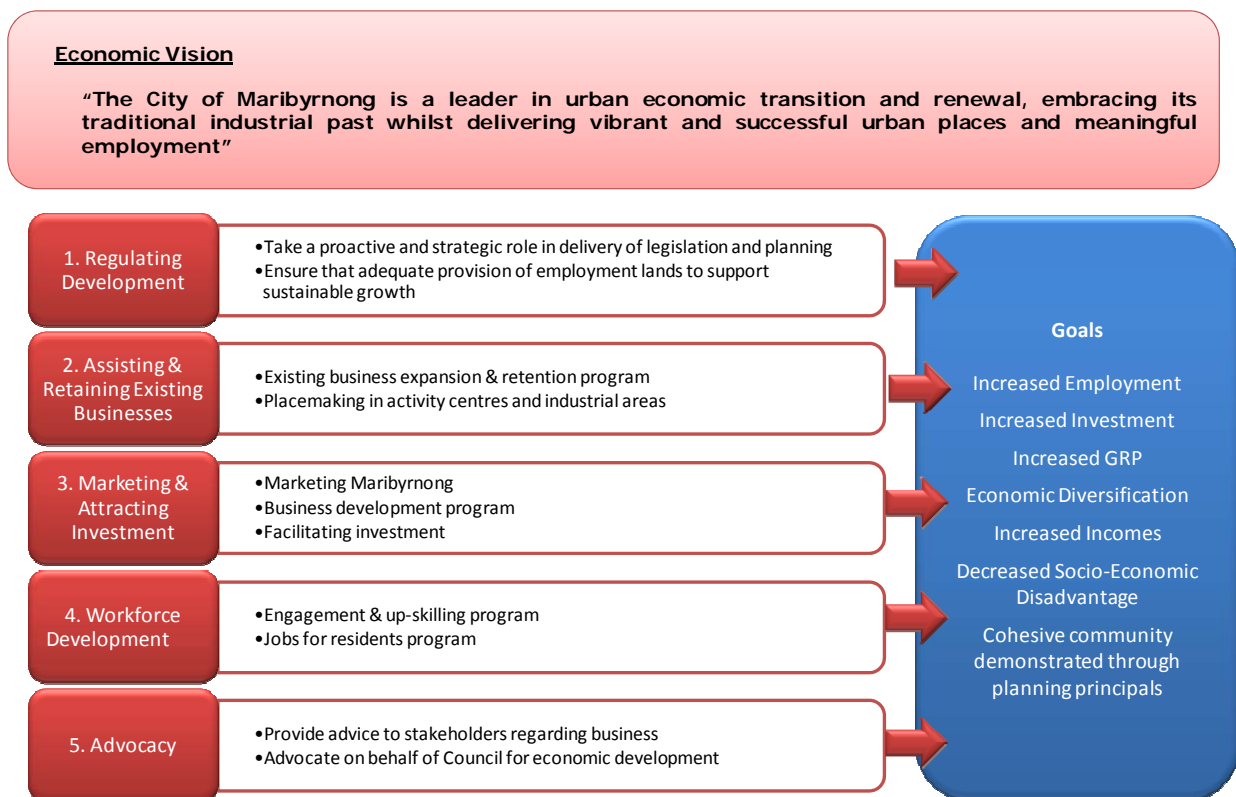 Economic Vision
“The City of Maribyrnong is a leader in urban economic transition and renewal, embracing its
traditional industrial past whilst delivering vibrant and successful urban places and meaningful
employment”
1. Regulating
Development
•Take a proactive and strategic role in delivery of legislation and planning
•Ensure that adequate provision of employment lands to support
sustainable growth
2. Assisting &
Retaining Existing
Businesses
•Existing business expansion & retention program
•Placemaking in activity centres and industrial areas
3. Marketing &
Attracting
Investment
•Marketing Maribyrnong
•Business development program
•Facilitating investment
4. Workforce
Development
•Engagement & up-skilling program
•Jobs for residents program
5. Advocacy
•Provide advice to stakeholders regarding business
•Advocate on behalf of Council for economic development
Goals
Increased Employment
Increased Investment
Increased GRP
Economic Diversification
Increased Incomes
Decreased Socio-Economic
Disadvantage
Cohesive community
demonstrated through
planning principals